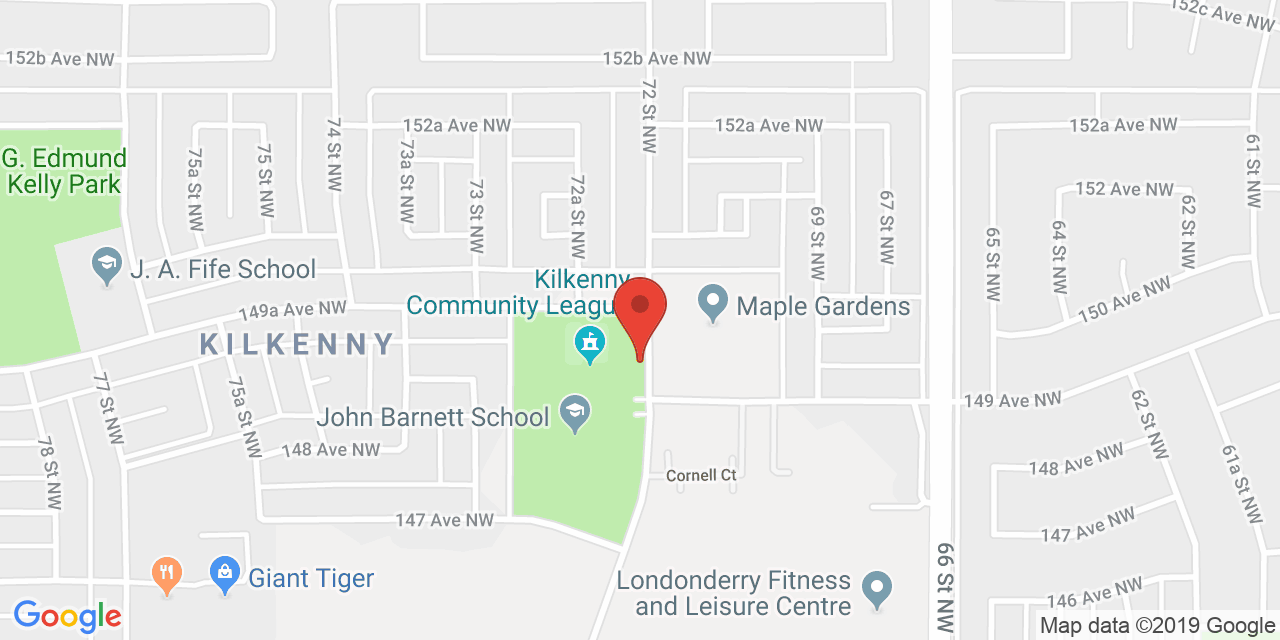 152c Ave NW
152b Ave NW
152b Ave NW
72 St NW
74 St NW
152a Ave NW
152a Ave NW
152a Ave NW
G. Edmund
Kelly Park
75a St NW
75 St NW
73a St NW
73 St NW
72a St NW
69 St NW
67 St NW
65 St NW
152 Ave NW
64 St NW
62 St NW
61 St NW
J. A. Fife School
Kilkenny
Community Leagu
Maple Gardens
149a Ave NW
150 Ave NW
KILKENNY
77 St NW
75a St NW
78 St NW
John Barnett School
148 Ave NW
149 Ave NW
62 St NW
61a St NW
148 Ave NW
Cornell Ct
147 Ave NW
147 Ave NW
Giant Tiger
Londonderry Fitness
and Leisure Centre
66 St NW
146 Ave NW
Google
Map data ©2019 Google